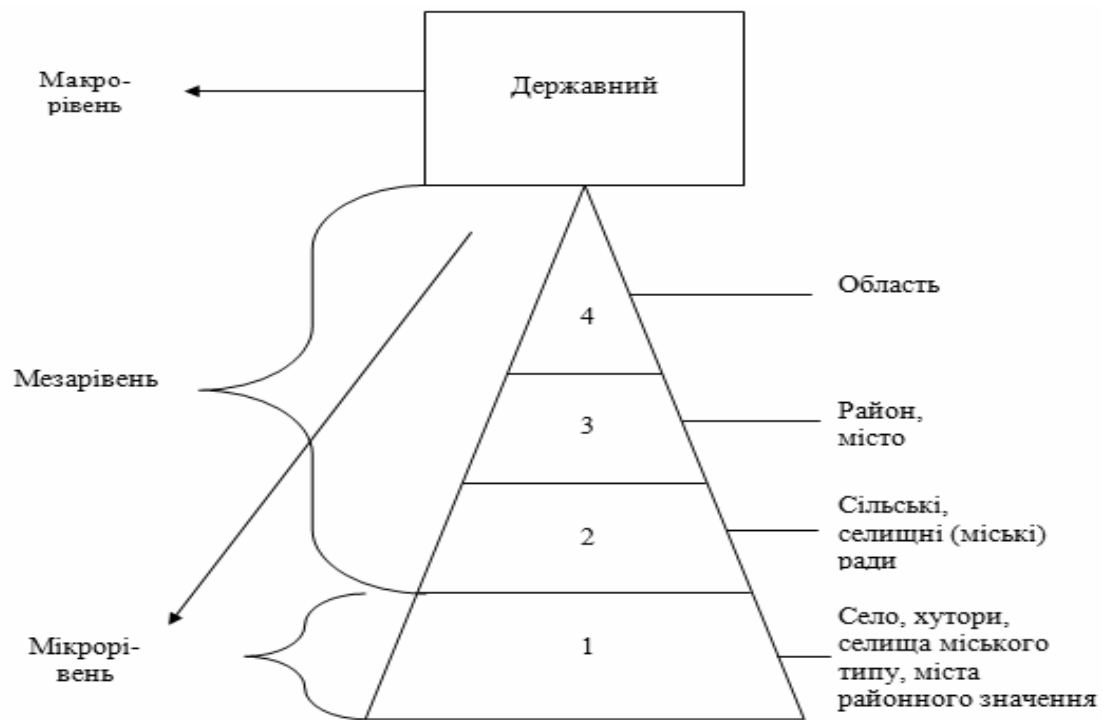 Державний
Макро-
рівень
Область
4
Мезарівень
3
Район,
місто
2
Сільські,
селищні (міські)
ради
1
Мікрорі-
вень
Село, хутори,
селища міського
типу, міста
районного значення